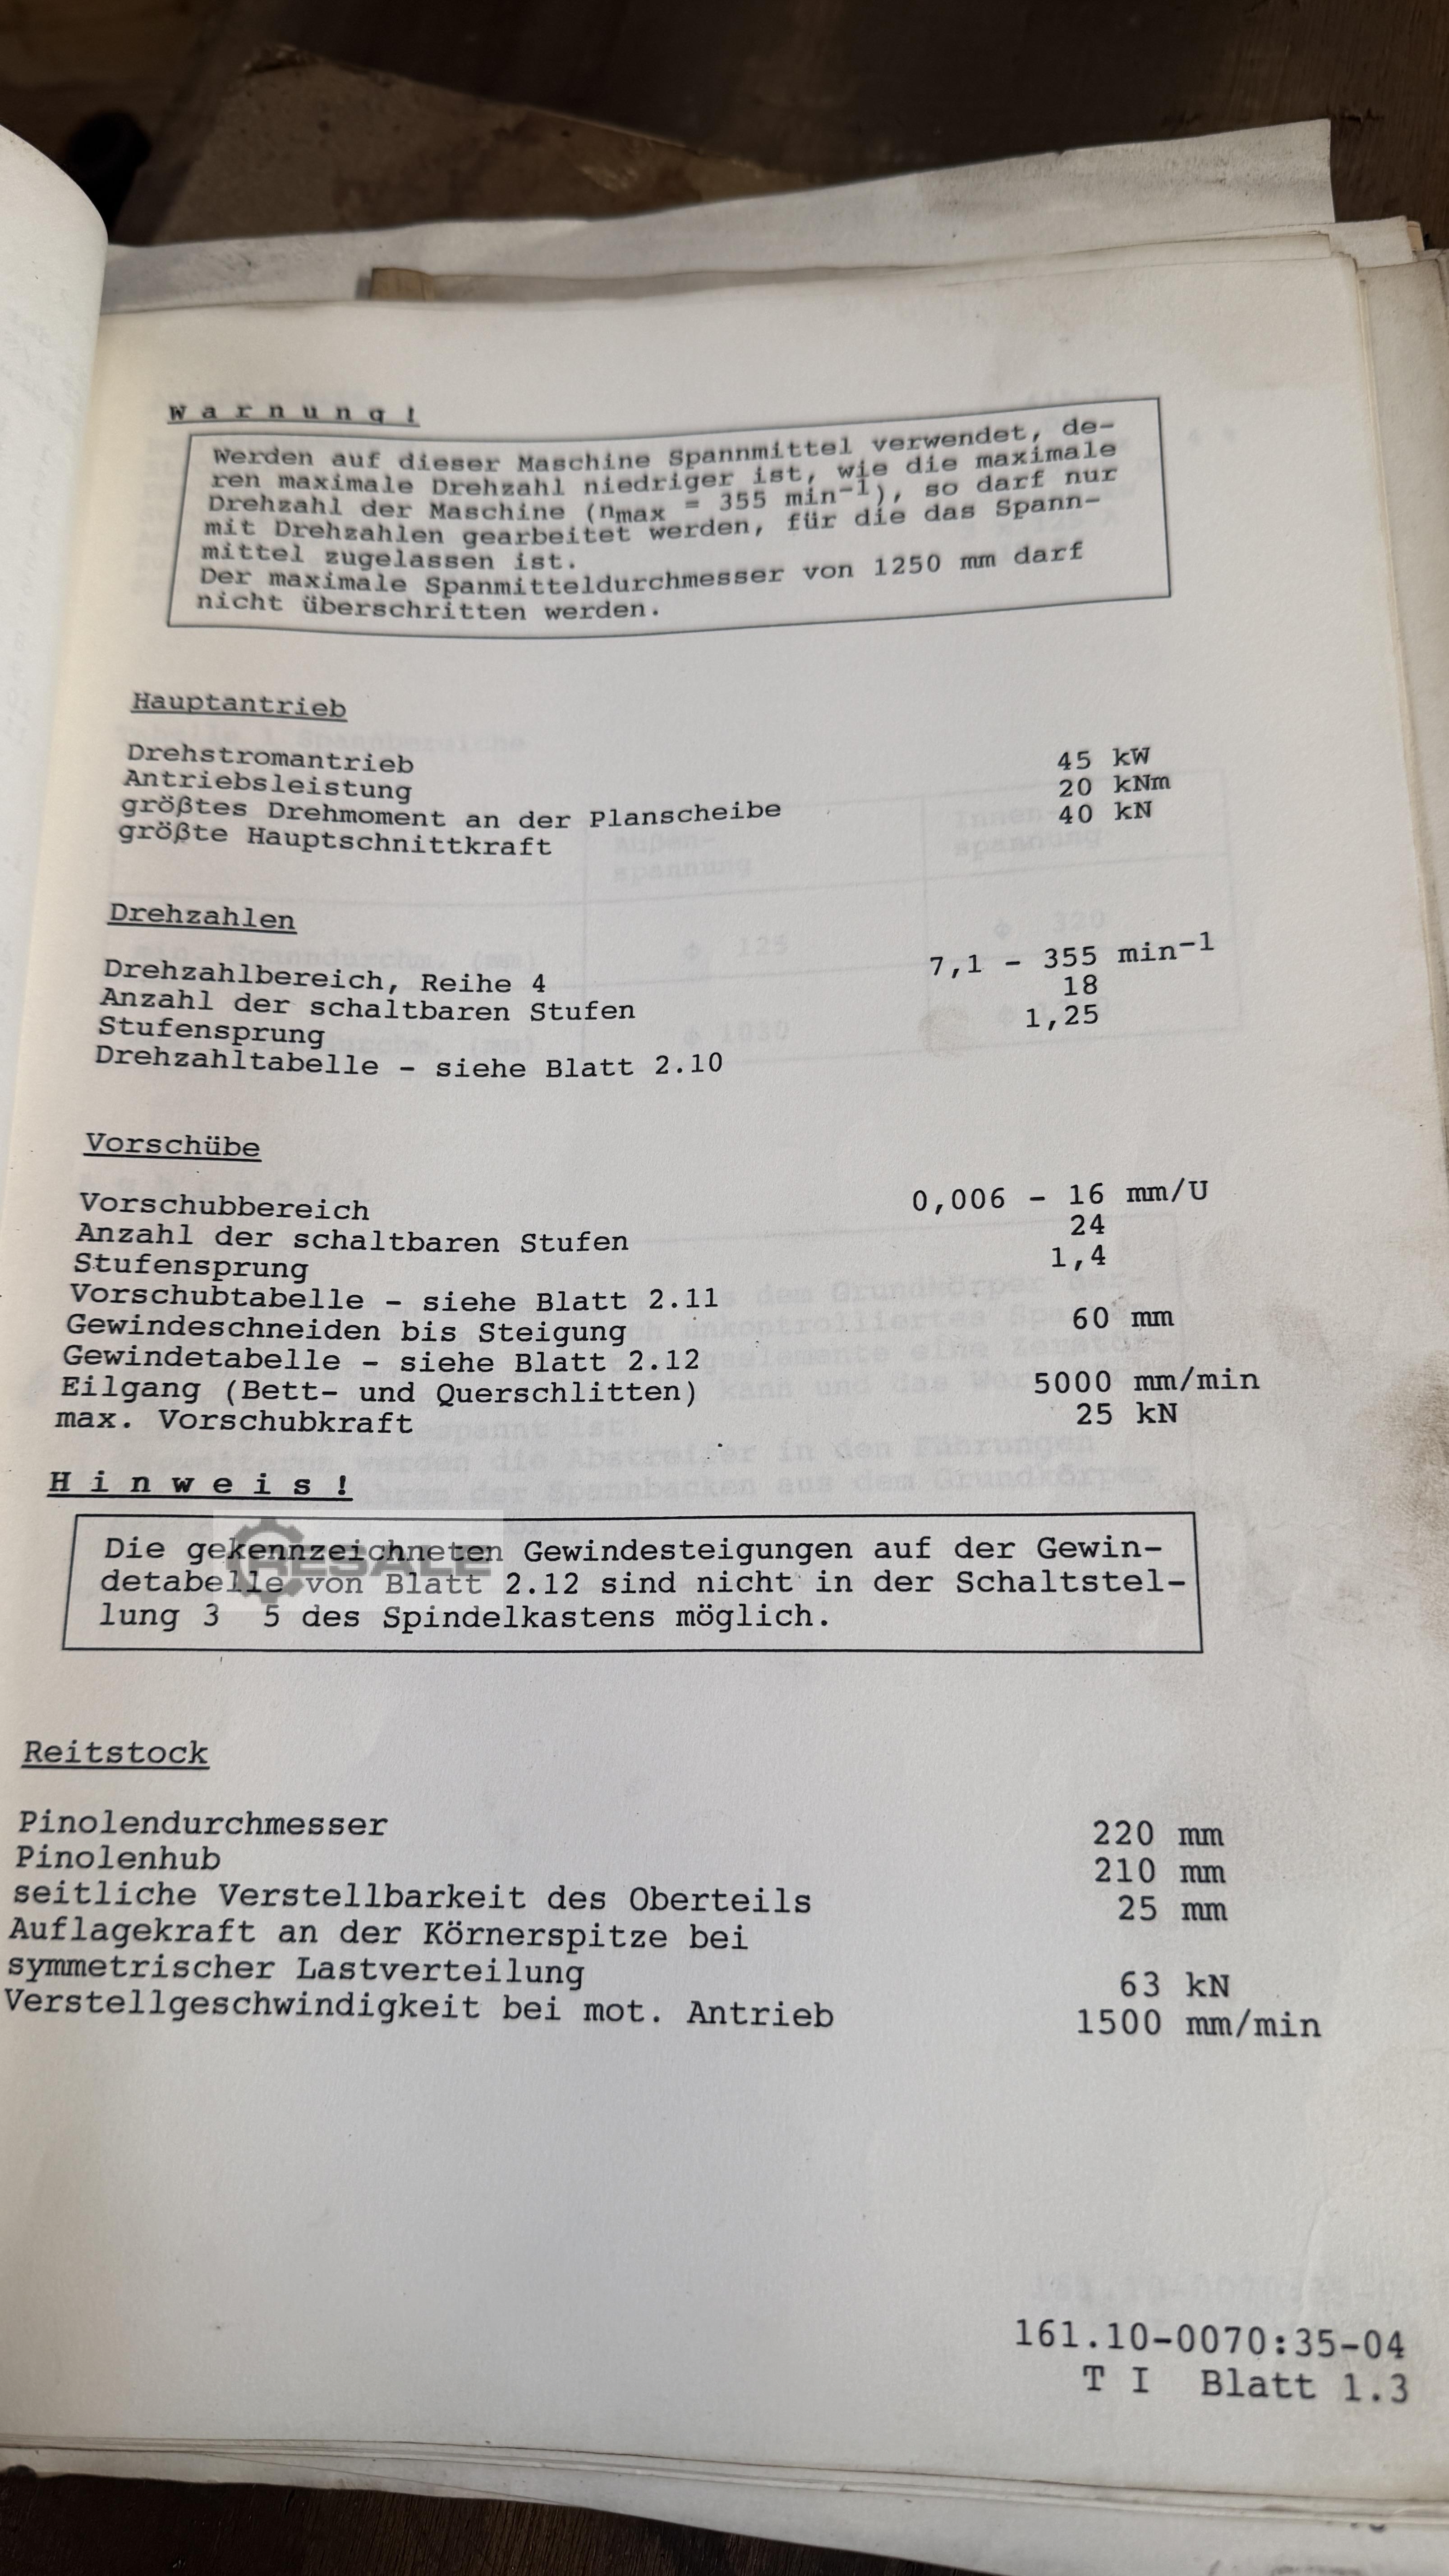 W a r n u n g !
Werden auf dieser Maschine Spannmittel verwendet, de-
ren maximale Drehzahl niedriger ist, wie die maximale
Drehzahl der Maschine (nmax = 355 min-1), so darf nur
mit Drehzahlen gearbeitet werden, für die das Spann-
mittel zugelassen ist.
Der maximale Spanmitteldurchmesser von 1250 mm darf
nicht überschritten werden.
Hauptantrieb
Drehstromantrieb
Antriebsleistung 45 kW
größtes Drehmoment an der Planscheibe 20 kNm
größte Hauptschnittkraft 40 kN
Drehzahlen
Drehzahlbereich, Reihe 4 7,1 - 355 min-1
Anzahl der schaltbaren Stufen 18
Stufensprung 1,25
Drehzahltabelle - siehe Blatt 2.10
Vorschübe
Vorschubbereich 0,006 - 16 mm/U
Anzahl der schaltbaren Stufen 24
Stufensprung 1,4
Vorschubtabelle - siehe Blatt 2.11
Gewindeschneiden bis Steigung 60 mm
Gewindetabelle - siehe Blatt 2.12
Eilgang (Bett- und Querschlitten) 5000 mm/min
max. Vorschubkraft 25 kN
H i n w e i s !
Die gekennzeichneten Gewindesteigungen auf der Gewin-
detabelle von Blatt 2.12 sind nicht in der Schaltstel-
lung 3 5 des Spindelkastens möglich.
RESALE
Reitstock
Pinolendurchmesser 220 mm
Pinolenhub 210 mm
seitliche Verstellbarkeit des Oberteils 25 mm
Auflagekraft an der Körnerspitze bei
symmetrischer Lastverteilung 63 kN
Verstellgeschwindigkeit bei mot. Antrieb 1500 mm/min
161.10-0070:35-04
T I Blatt 1.3